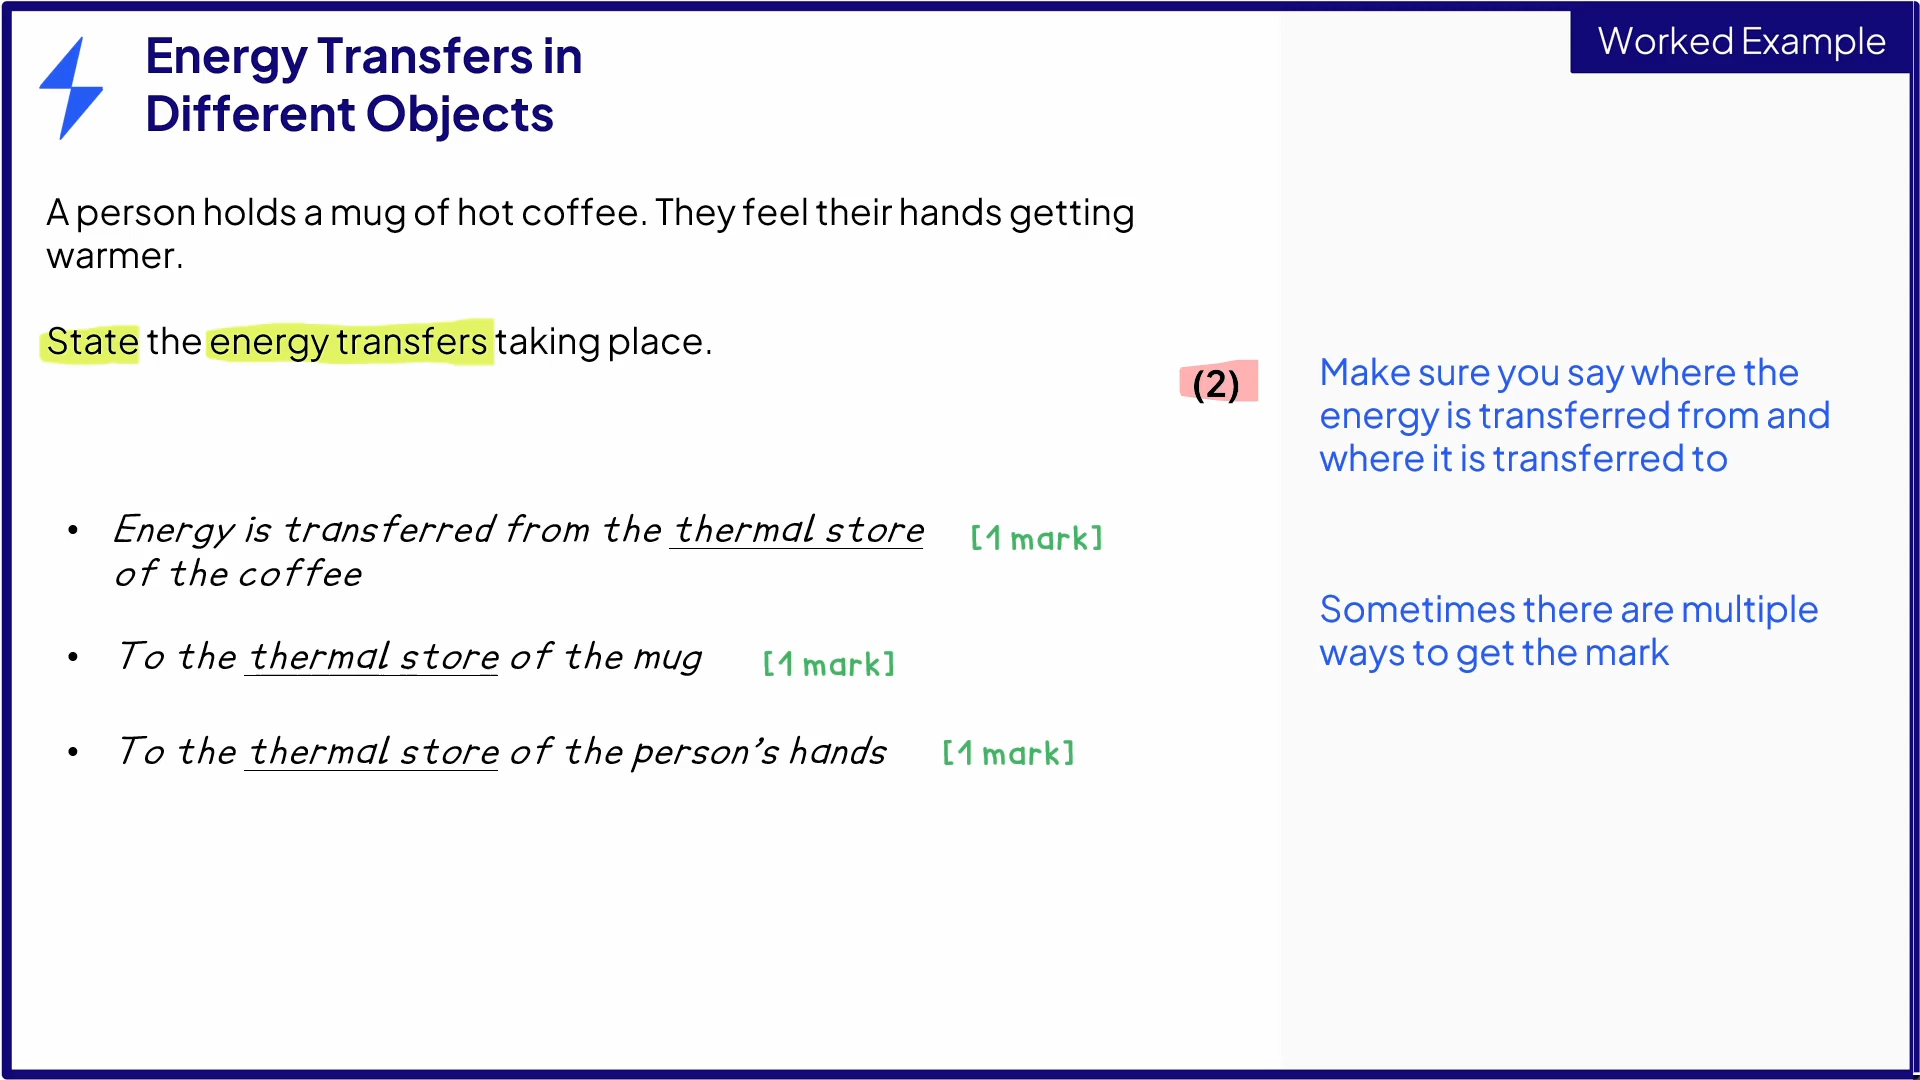 Worked Example
Energy Transfers in
Different Objects
A person holds a mug of hot coffee. They feel their hands getting
warmer.
State the energy transfers taking place.
(2)
Make sure you say where the
energy is transferred from and
where it is transferred to
• Energy is transferred from the thermal store [1 mark]
of the coffee
Sometimes there are multiple
ways to get the mark
• To the thermal store of the mug [1 mark]
• To the thermal store of the person's hands [1 mark]